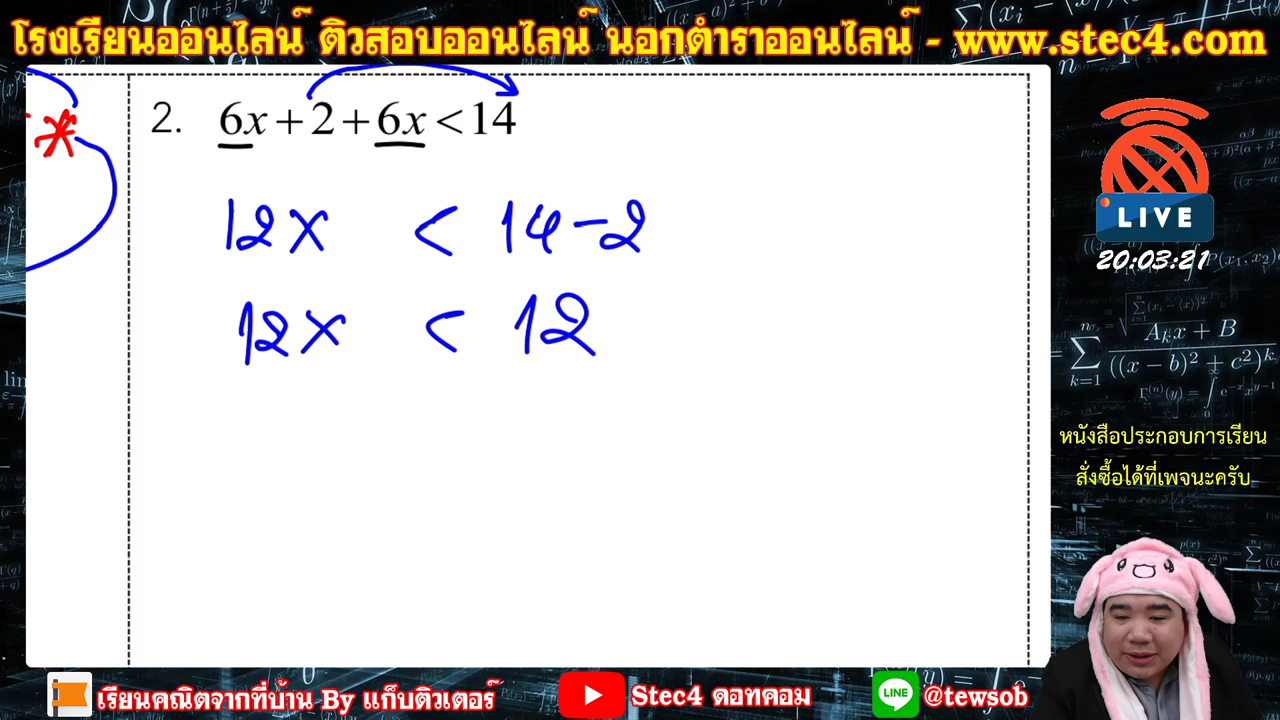 โรงเรียนออนไลน์ ติวสอบออนไลน์ นอกตำราออนไลน์ - www.stec4.com
2. 6x+2+6x<14
12x < 14-2
12x < 12
LIVE
20:03:21
หนังสือประกอบการเรียน
สั่งซื้อได้ที่เพจนะครับ
เรียนคณิตจากที่บ้าน By แก็บติวเตอร์
Stec4 ดอทคอม
LINE
@tewsob